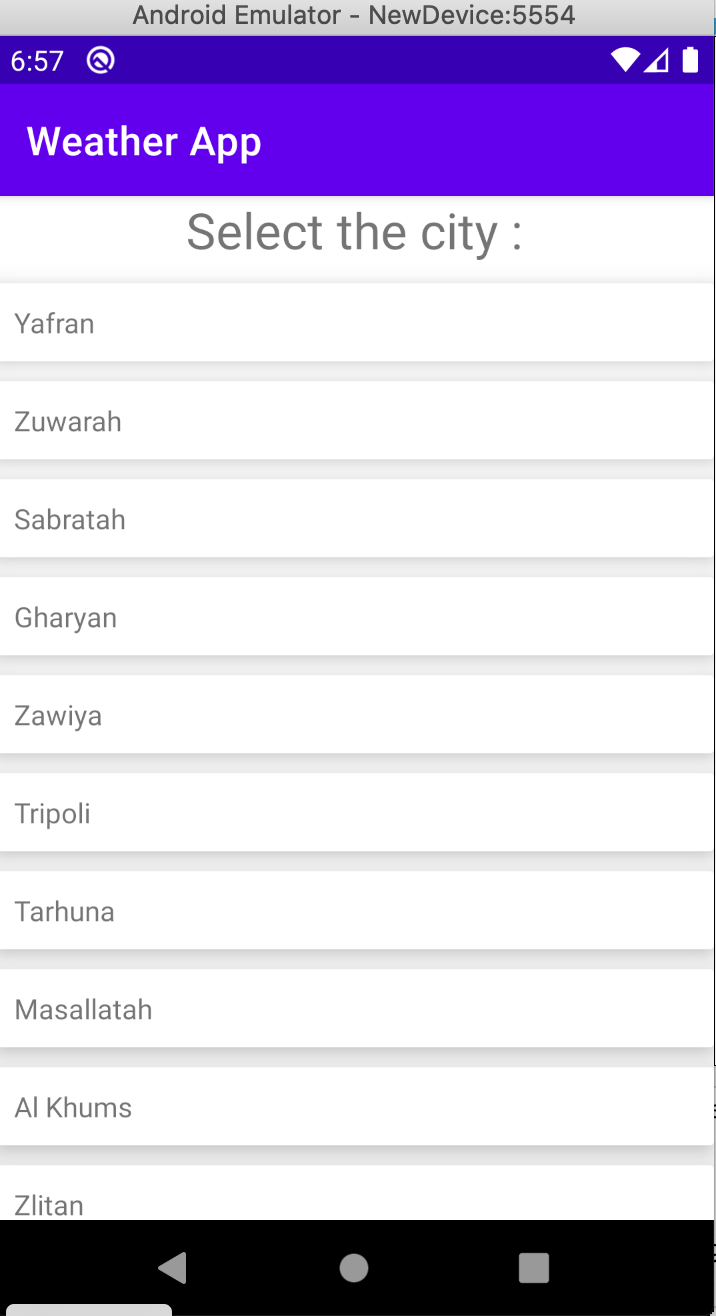 Android Emulator - NewDevice:5554
6:57
Weather App
Select the city :
Yafran
Zuwarah
Sabratah
Gharyan
Zawiya
Tripoli
Tarhuna
Masallatah
Al Khums
Zlitan